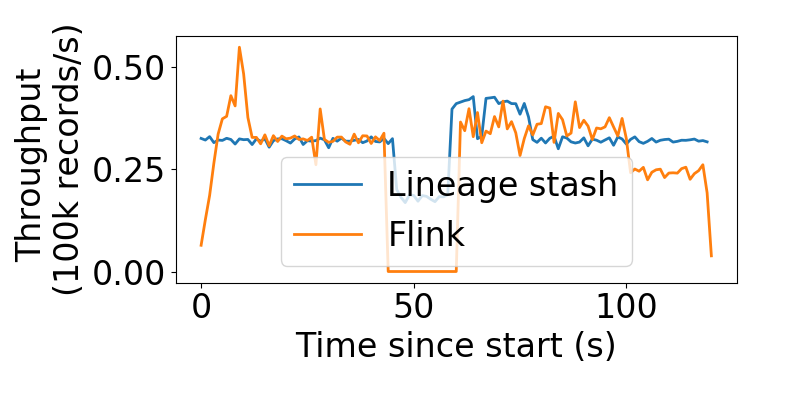 Throughput
(100k records/s)
0.50
0.25
0.00
Lineage stash
Flink
0
50
100
Time since start (s)